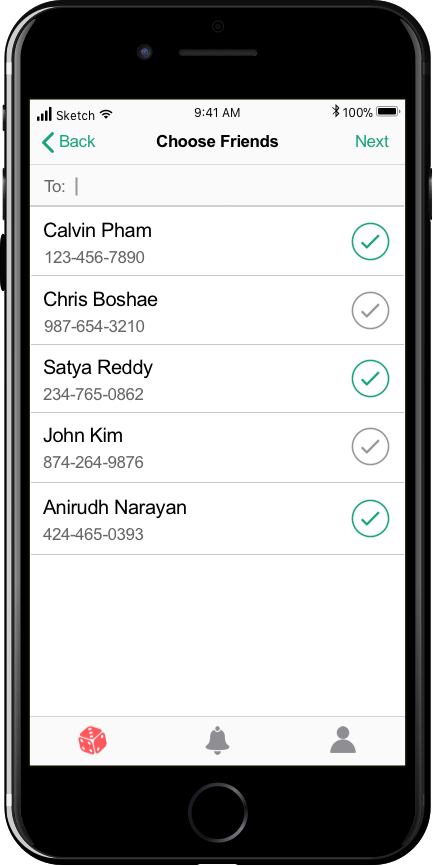 Sketch 9:41 AM 100%
Back Choose Friends Next
To:
Calvin Pham
123-456-7890
Chris Boshae
987-654-3210
Satya Reddy
234-765-0862
John Kim
874-264-9876
Anirudh Narayan
424-465-0393